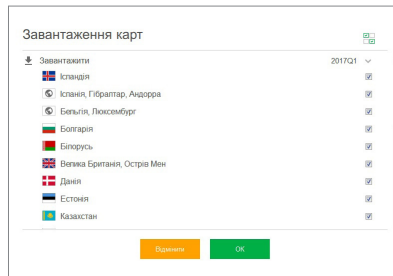 Завантаження карт
Завантажити 2017Q1
Ісландія
Іспанія, Гібралтар, Андорра
Бельгія, Люксембург
Болгарія
Білорусь
Велика Британія, Острів Мен
Данія
Естонія
Казахстан
Відмінити OK